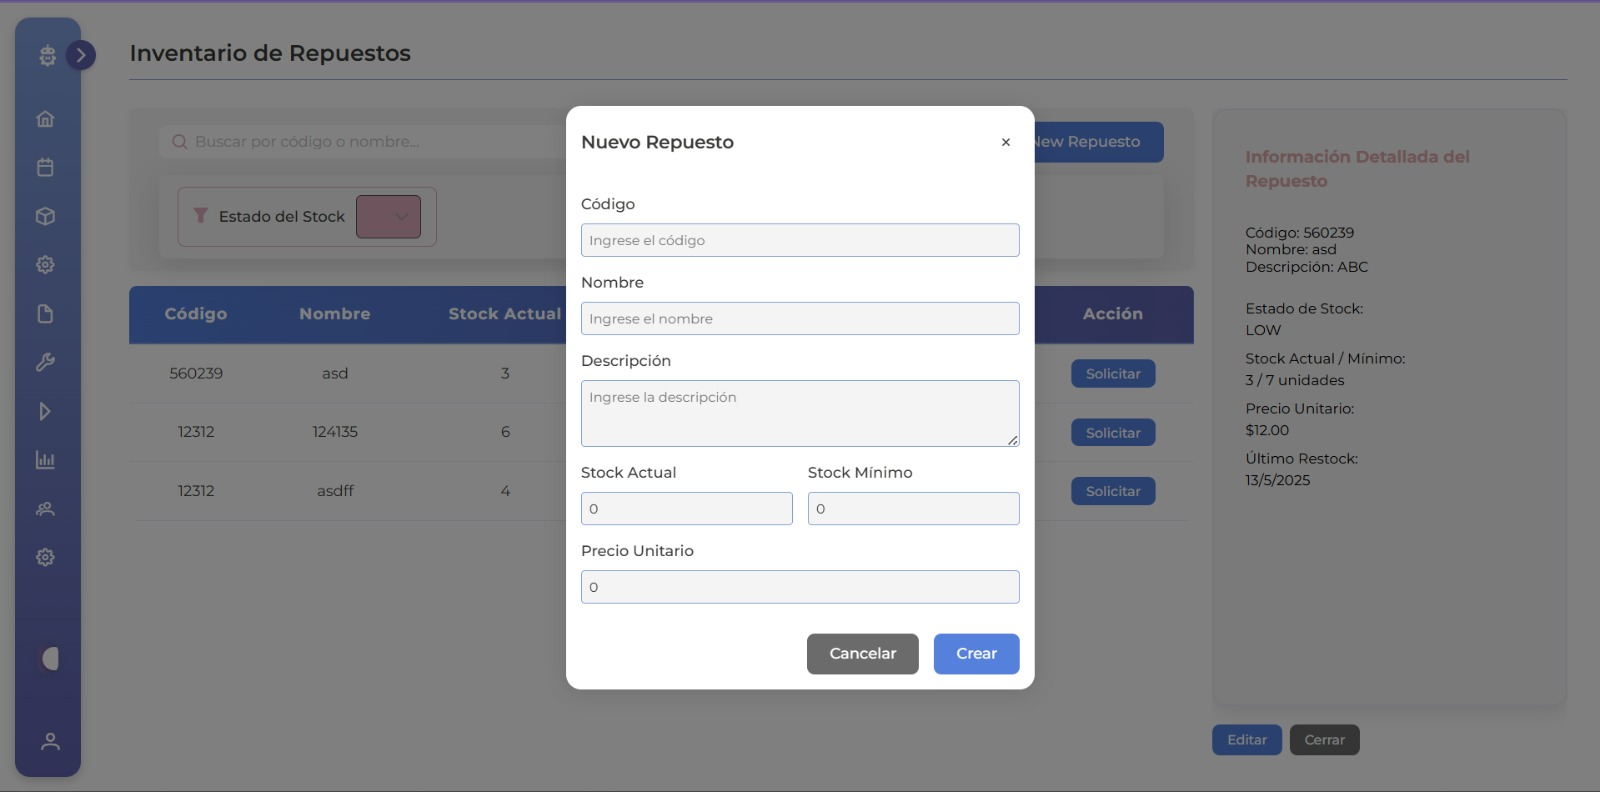 Inventario de Repuestos
Buscar por código o nombre...
New Repuesto
Estado del Stock
Código Nombre Stock Actual Acción
560239 asd 3 Solicitar
12312 124135 6 Solicitar
12312 asdff 4 Solicitar
Nuevo Repuesto ×
Código
Ingrese el código
Nombre
Ingrese el nombre
Descripción
Ingrese la descripción
Stock Actual Stock Mínimo
0 0
Precio Unitario
0
Cancelar Crear
Información Detallada del
Repuesto
Código: 560239
Nombre: asd
Descripción: ABC
Estado de Stock:
LOW
Stock Actual / Mínimo:
3 / 7 unidades
Precio Unitario:
$12.00
Último Restock:
13/5/2025
Editar Cerrar